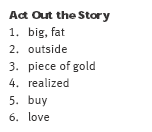 Act Out the Story
1. big, fat
2. outside
3. piece of gold
4. realized
5. buy
6. love